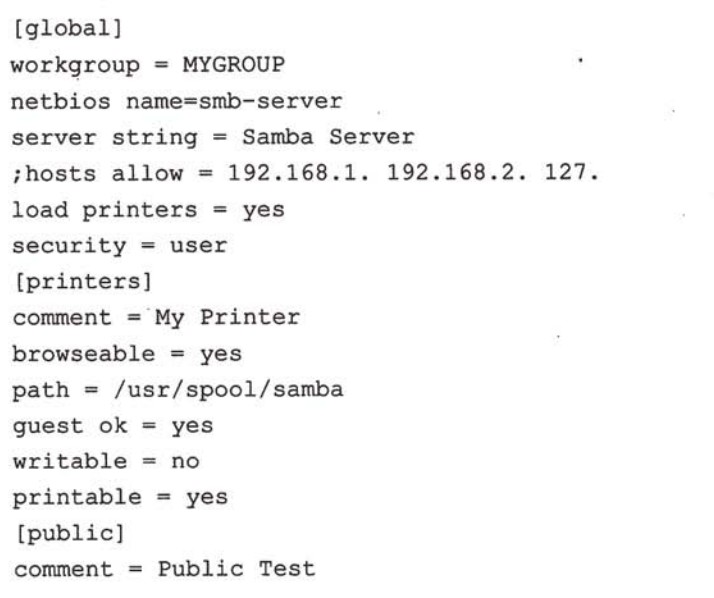 [global]
workgroup = MYGROUP
netbios name=smb-server
server string = Samba Server
;hosts allow = 192.168.1. 192.168.2. 127.
load printers = yes
security = user
[printers]
comment = My Printer
browseable = yes
path = /usr/spool/samba
guest ok = yes
writable = no
printable = yes
[public]
comment = Public Test